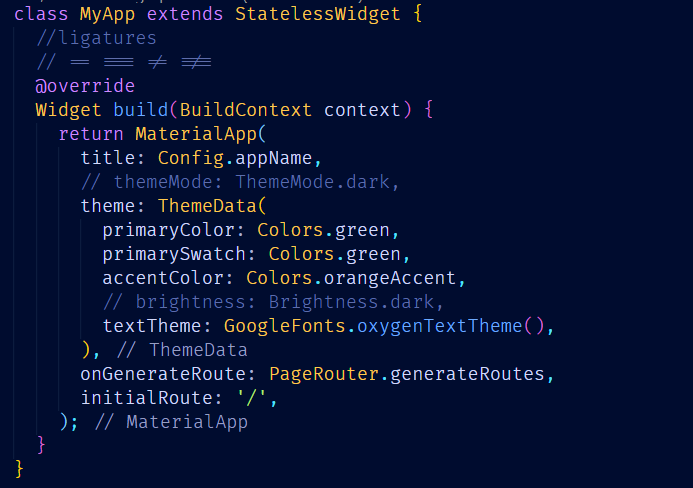 class MyApp extends StatelessWidget {
  //ligatures
  // == === != !==
  @override
  Widget build(BuildContext context) {
    return MaterialApp(
      title: Config.appName,
      // themeMode: ThemeMode.dark,
      theme: ThemeData(
        primaryColor: Colors.green,
        primarySwatch: Colors.green,
        accentColor: Colors.orangeAccent,
        // brightness: Brightness.dark,
        textTheme: GoogleFonts.oxygenTextTheme(),
      ), // ThemeData
      onGenerateRoute: PageRouter.generateRoutes,
      initialRoute: '/',
    ); // MaterialApp
  }
}